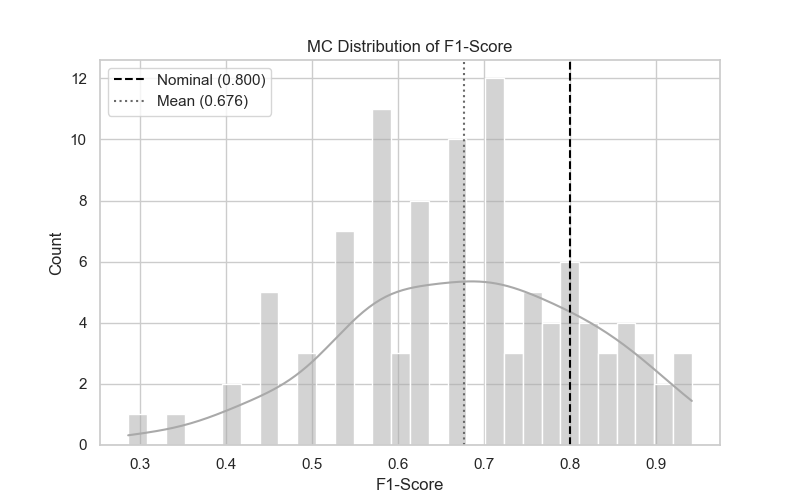 MC Distribution of F1-Score
Nominal (0.800)
Mean (0.676)
Count
12
10
8
6
4
2
0
0.3 0.4 0.5 0.6 0.7 0.8 0.9
F1-Score